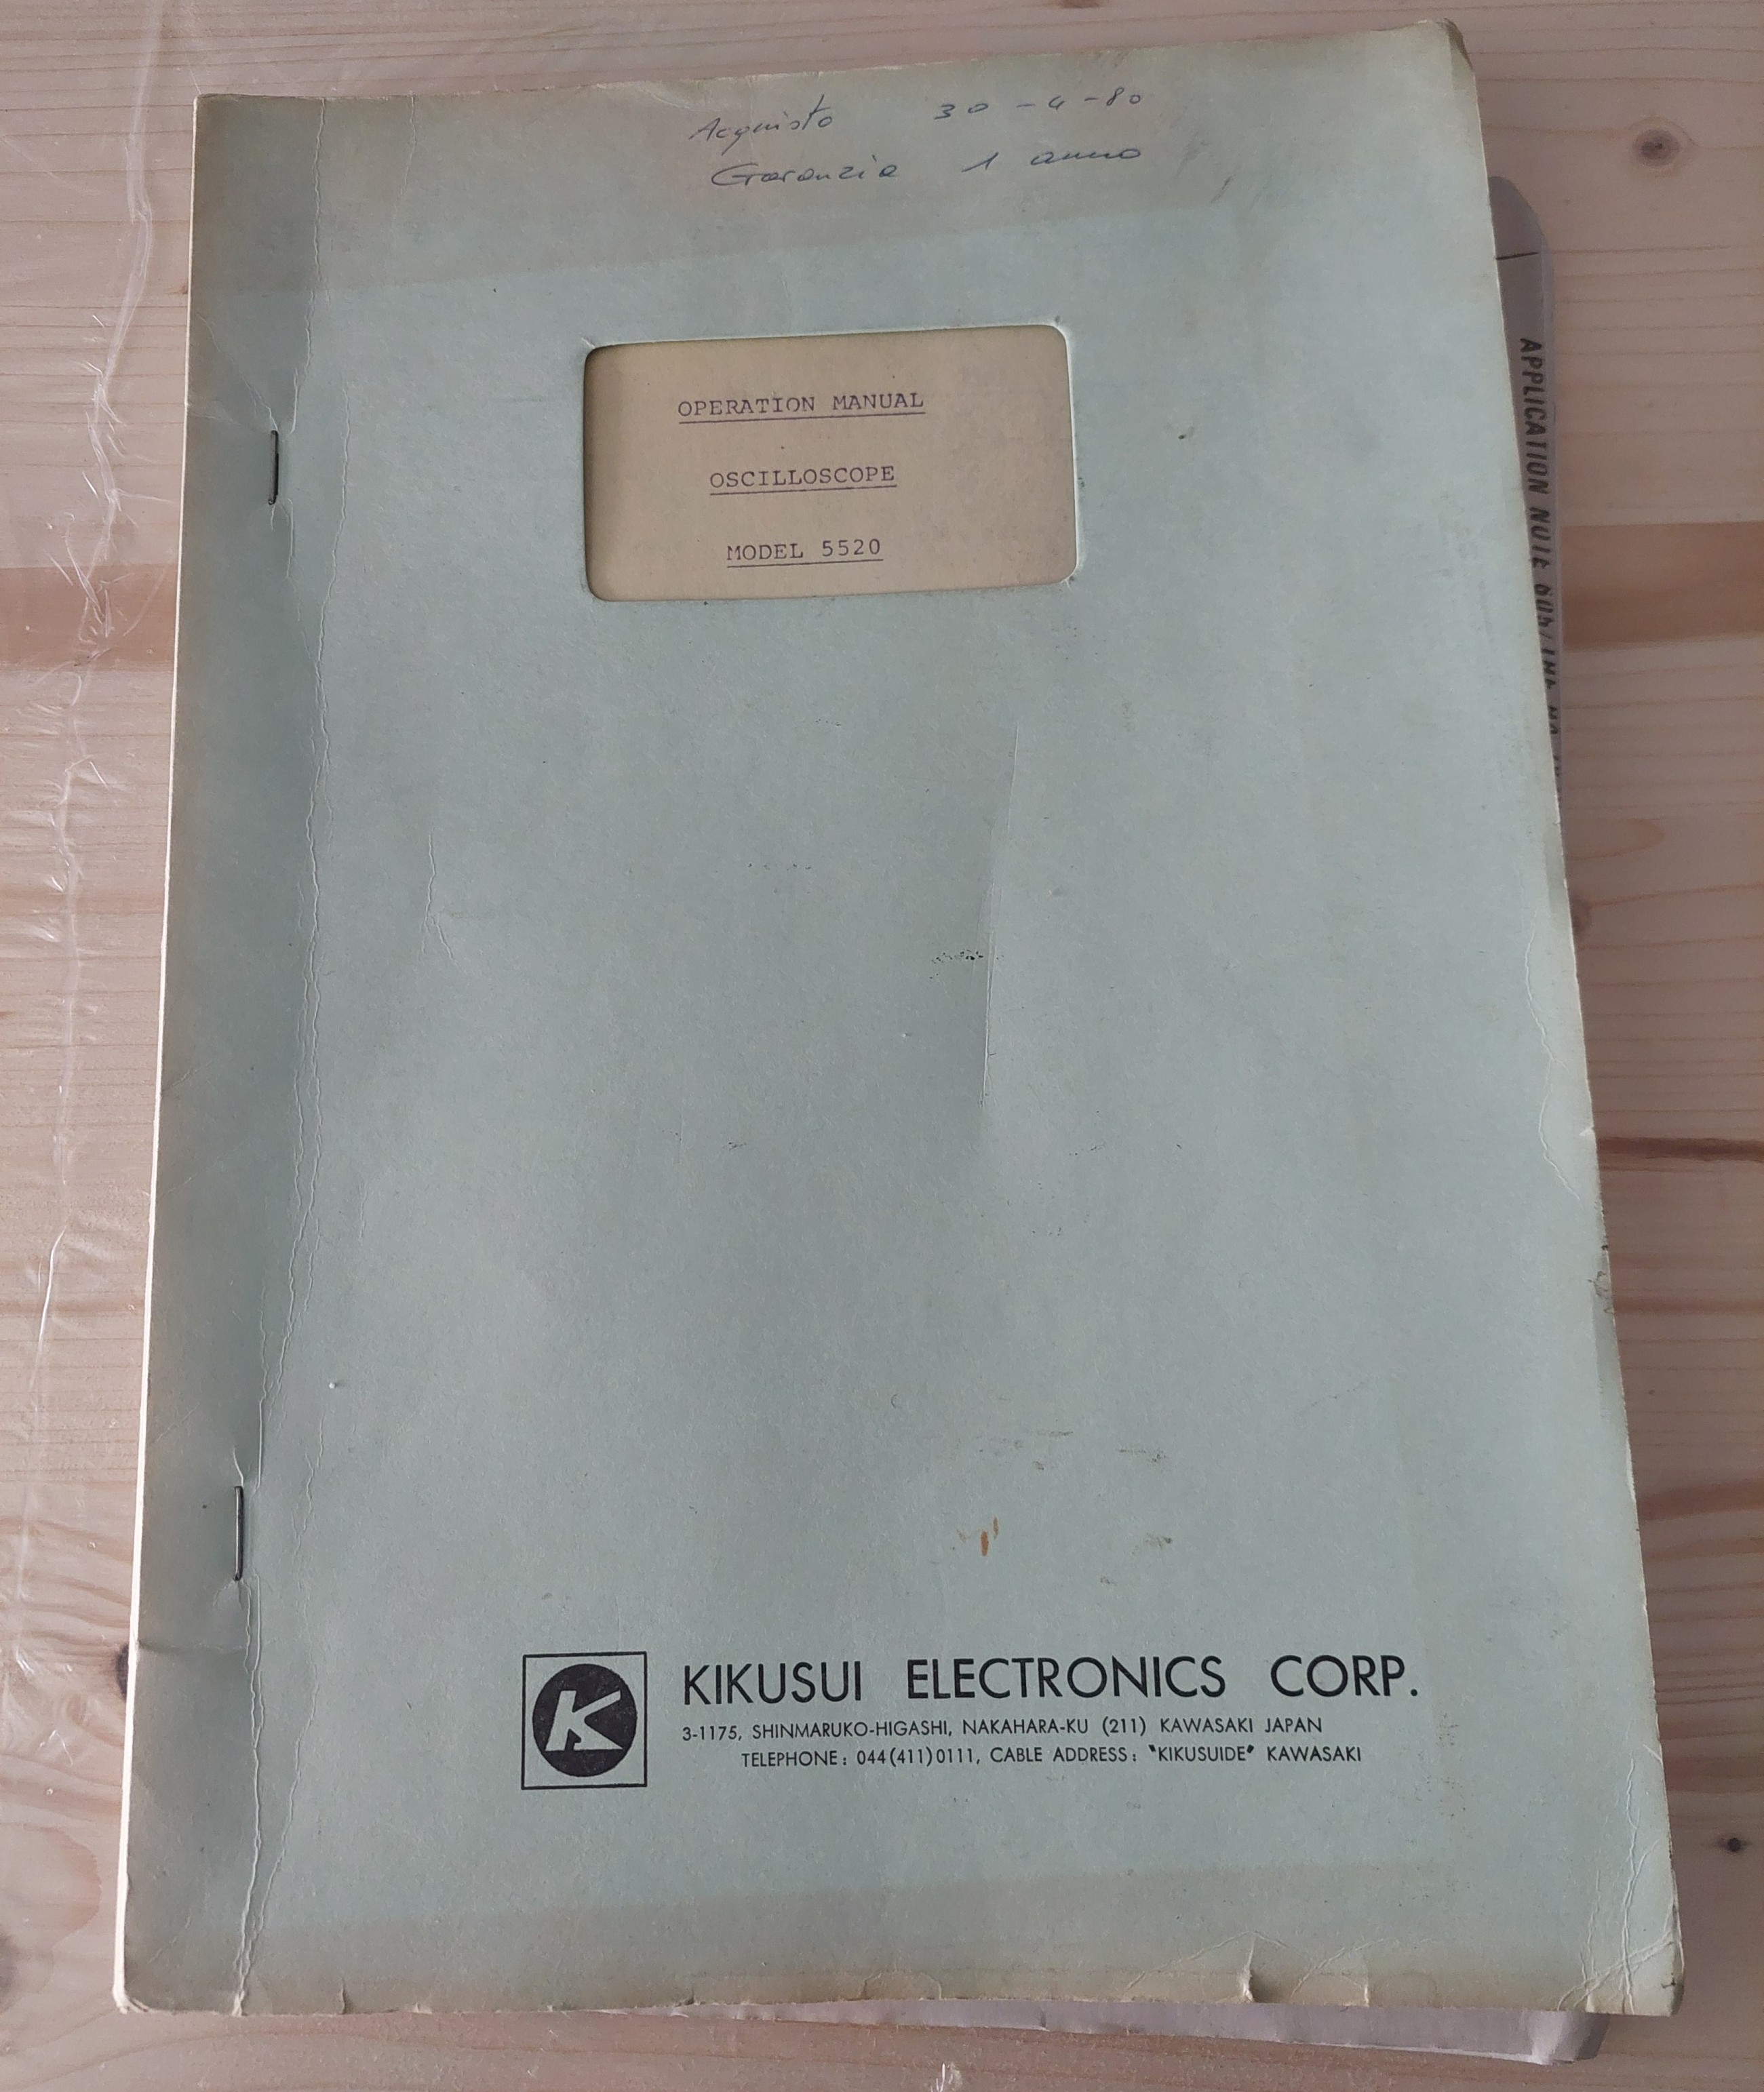 Acquisto 30-4-80
Garanzia 1 anno
OPERATION MANUAL
OSCILLOSCOPE
MODEL 5520
APPLICATION NOTE
K
KIKUSUI ELECTRONICS CORP.
3-1175, SHINMARUKO-HIGASHI, NAKAHARA-KU (211) KAWASAKI JAPAN
TELEPHONE: 044(411)0111, CABLE ADDRESS: "KIKUSUIDE" KAWASAKI